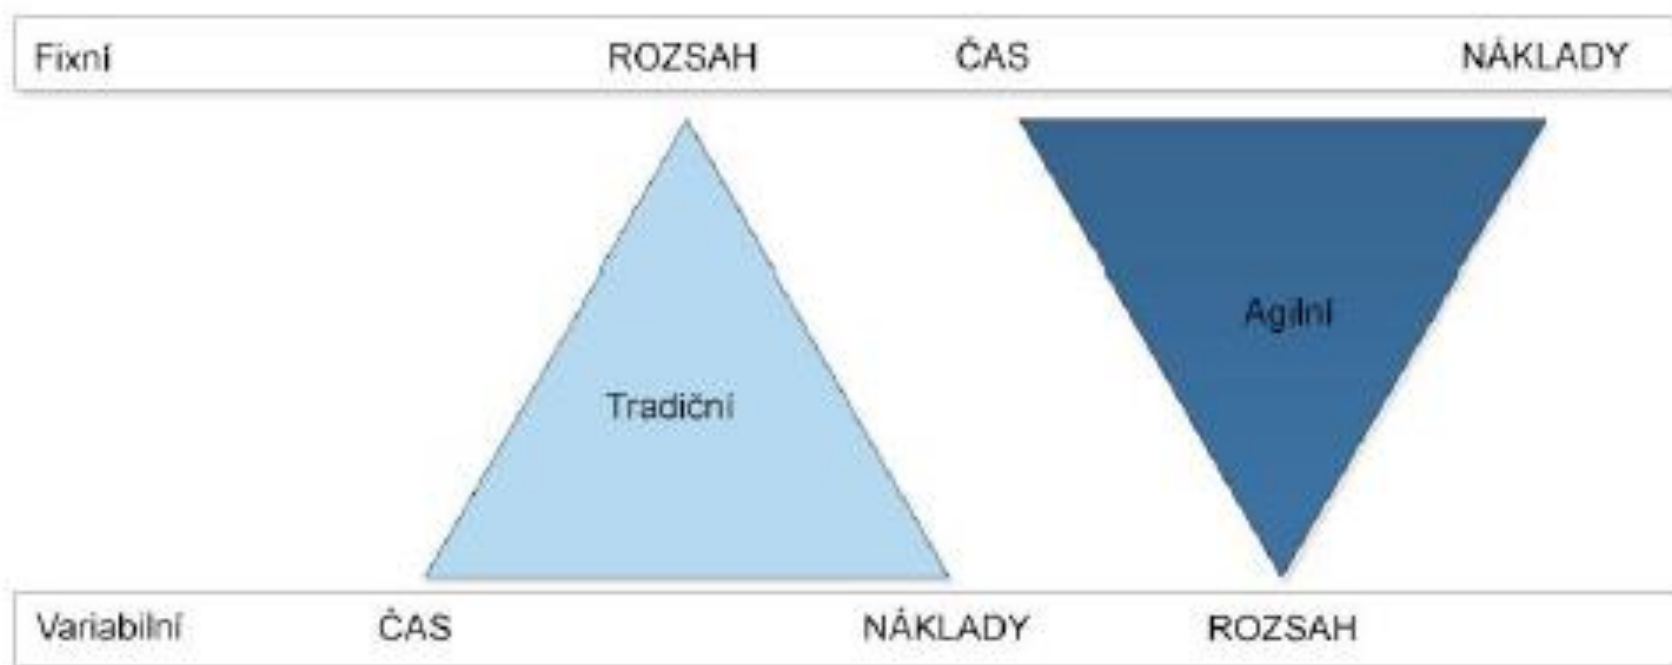 Fixní ROZSAH ČAS NÁKLADY
Agilní
Tradiční
Variabilní ČAS NÁKLADY ROZSAH